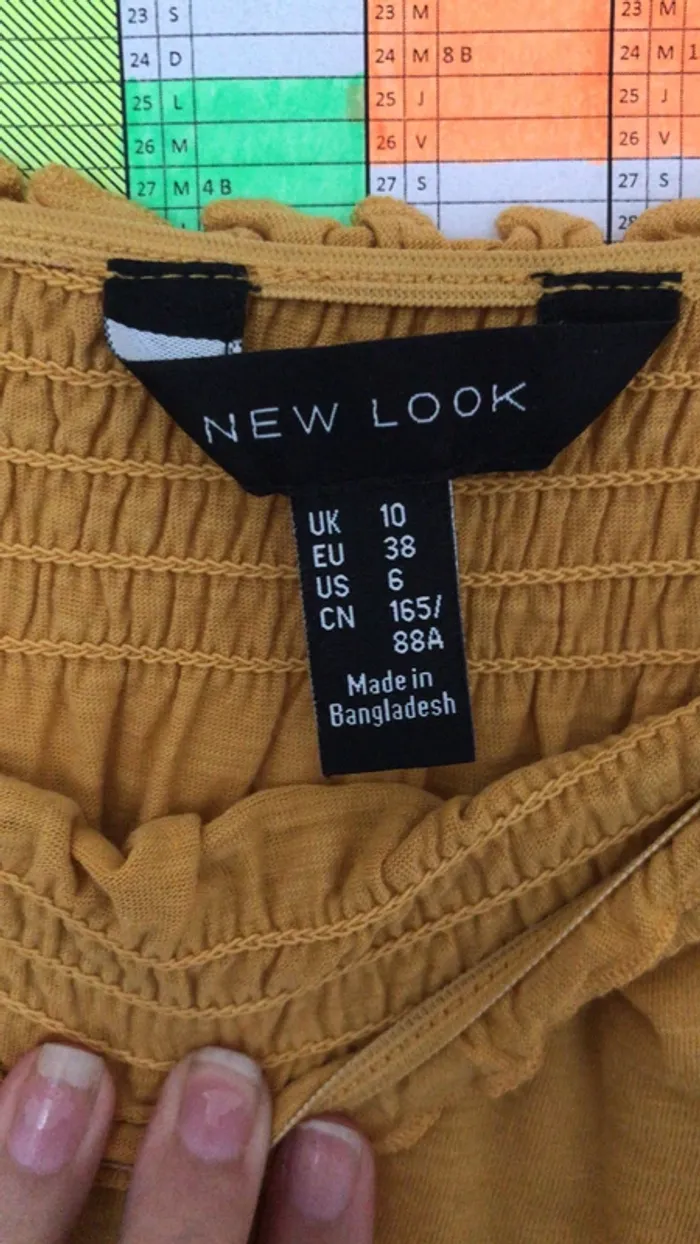 23 S 23 M 23 M
24 D 24 M 8 B 24 M 1
25 L 25 J 25 J
26 M 26 V 26 V
27 M 4 B 27 S 27 S
NEW LOOK
UK 10
EU 38
US 6
CN 165/
88A
Made in
Bangladesh